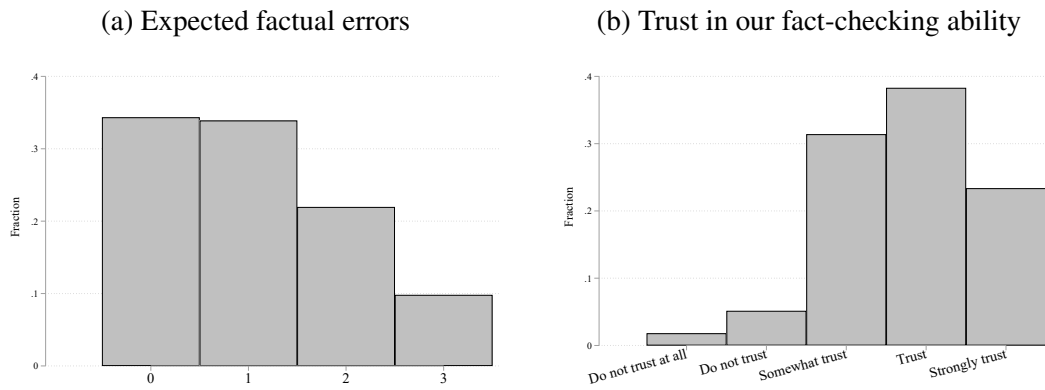 (a) Expected factual errors
.4
.3
.2
.1
0
Fraction
0 1 2 3
(b) Trust in our fact-checking ability
.4
.3
.2
.1
0
Fraction
Do not trust at all Do not trust Somewhat trust Trust Strongly trust